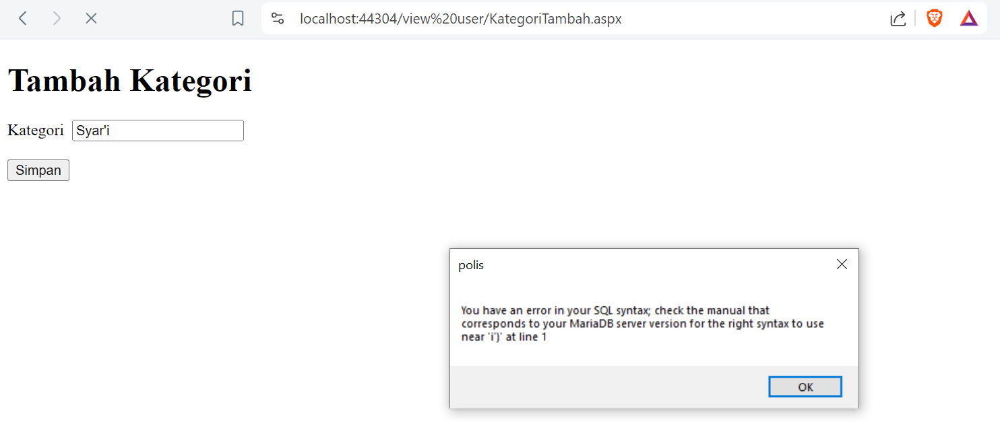 localhost:44304/view%20user/KategoriTambah.aspx
Tambah Kategori
Kategori Syar'i
Simpan
polis
You have an error in your SQL syntax; check the manual that
corresponds to your MariaDB server version for the right syntax to use
near 'i')' at line 1
OK